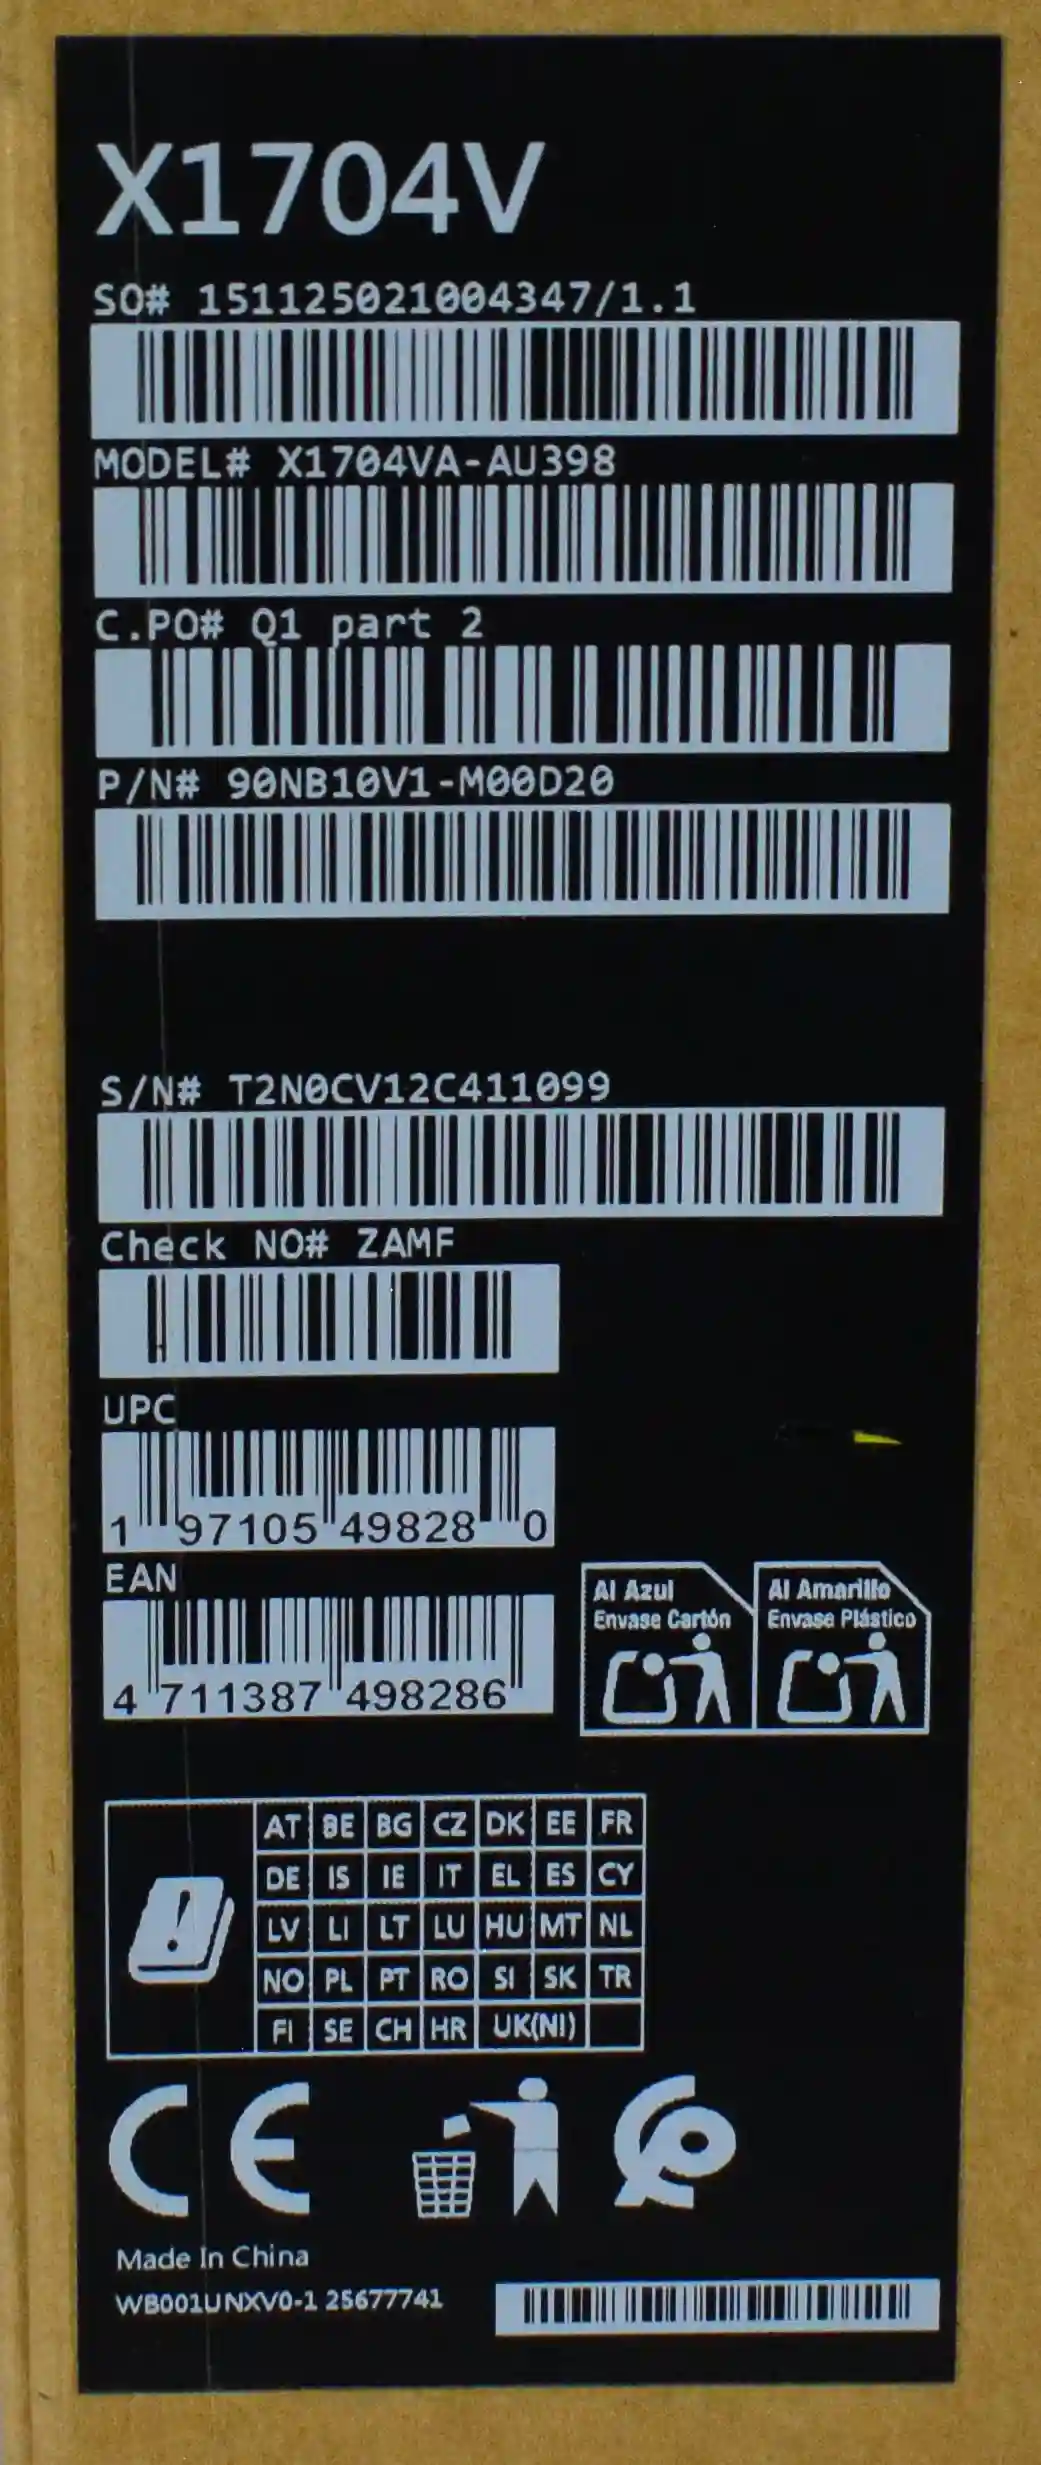 X1704V
SO# 151125021004347/1.1
MODEL# X1704VA-AU398
C.PO# Q1 part 2
P/N# 90NB10V1-M00D20
S/N# T2N0CV12C411099
Check NO# ZAMF
UPC
1 97105 49828 0
EAN
4 711387 498286
Al Azul
Envase Cartón
Al Amarillo
Envase Plástico
AT BE BG CZ DK EE FR
DE IS IE IT EL ES CY
LV LI LT LU HU MT NL
NO PL PT RO SI SK TR
FI SE CH HR UK(NI)
CE
Made In China
WB001UNXV0-1 25677741